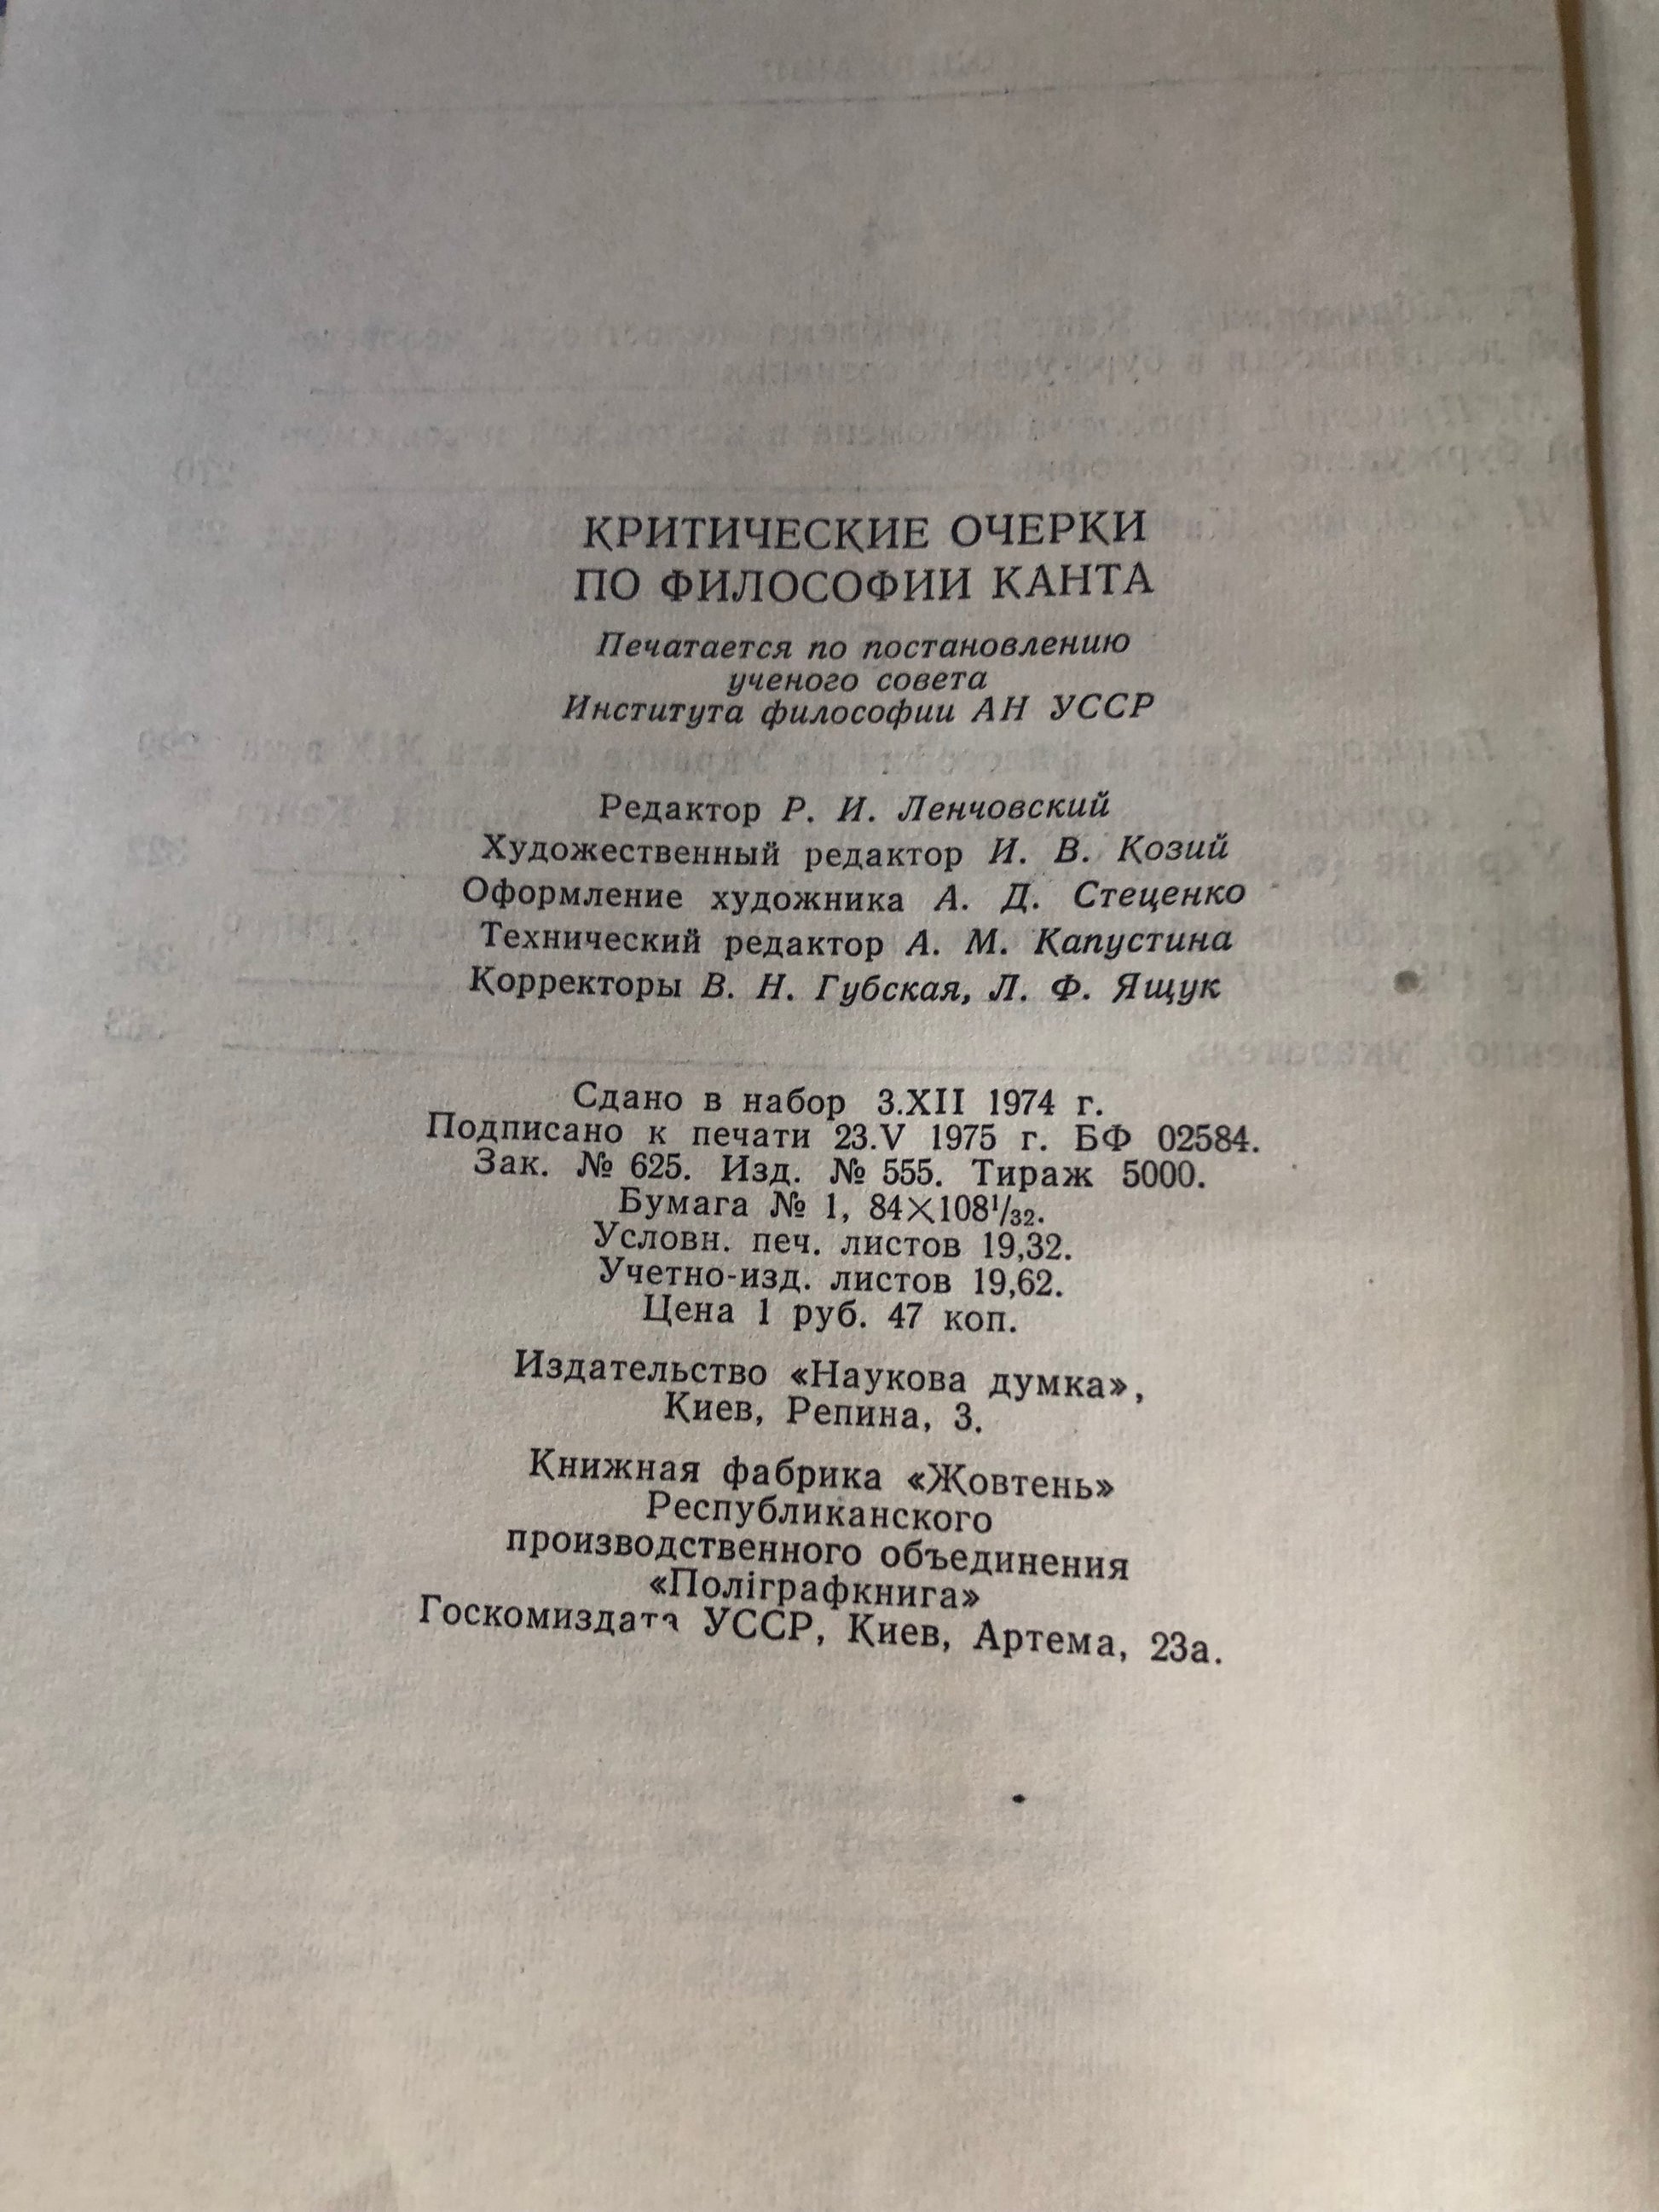 КРИТИЧЕСКИЕ ОЧЕРКИ
ПО ФИЛОСОФИИ КАНТА
Печатается по постановлению
ученого совета
Института философии АН УССР
Редактор Р. И. Ленчовский
Художественный редактор И. В. Козий
Оформление художника А. Д. Стеценко
Технический редактор А. М. Капустина
Корректоры В. Н. Губская, Л. Ф. Ящук
Сдано в набор 3.XII 1974 г.
Подписано к печати 23.V 1975 г. БФ 02584.
Зак. № 625. Изд. № 555. Тираж 5000.
Бумага № 1, 84×108¹/₃₂.
Условн. печ. листов 19,32.
Учетно-изд. листов 19,62.
Цена 1 руб. 47 коп.
Издательство «Наукова думка»,
Киев, Репина, 3.
Книжная фабрика «Жовтень»
Республиканского
производственного объединения
«Поліграфкнига»
Госкомиздата УССР, Киев, Артема, 23а.